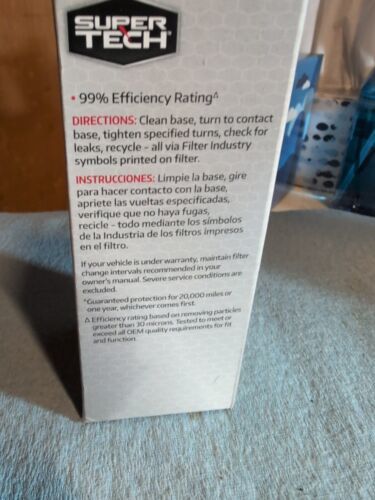 SUPER
TECH
• 99% Efficiency Rating△
DIRECTIONS: Clean base, turn to contact
base, tighten specified turns, check for
leaks, recycle - all via Filter Industry
symbols printed on filter.
INSTRUCCIONES: Limpie la base, gire
para hacer contacto con la base,
apriete las vueltas especificadas,
verifique que no haya fugas,
recicle - todo mediante los símbolos
de la Industria de los filtros impresos
en el filtro.
If your vehicle is under warranty, maintain filter
change intervals recommended in your
owner's manual. Severe service conditions are
excluded.
*Guaranteed protection for 20,000 miles or
one year, whichever comes first.
△ Efficiency rating based on removing particles
greater than 30 microns. Tested to meet or
exceed all OEM quality requirements for fit
and function.